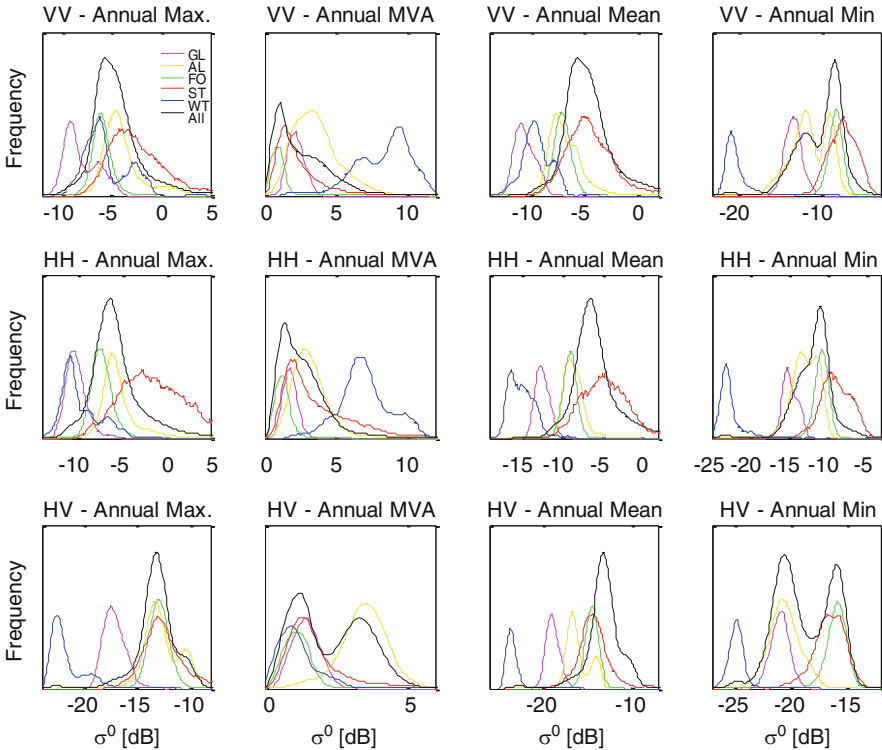 VV - Annual Max. VV - Annual MVA VV - Annual Mean VV - Annual Min
GL
AL
FO
ST
WT
All
Frequency
-10 -5 0 5 0 5 10 -10 -5 0 -20 -10
HH - Annual Max. HH - Annual MVA HH - Annual Mean HH - Annual Min
Frequency
-10 -5 0 5 0 5 10 -15 -10 -5 0 -25 -20 -15 -10 -5
HV - Annual Max. HV - Annual MVA HV - Annual Mean HV - Annual Min
Frequency
-20 -10 0 5 -20 -10 -25 -20 -15
σ⁰ [dB] σ⁰ [dB] σ⁰ [dB] σ⁰ [dB]